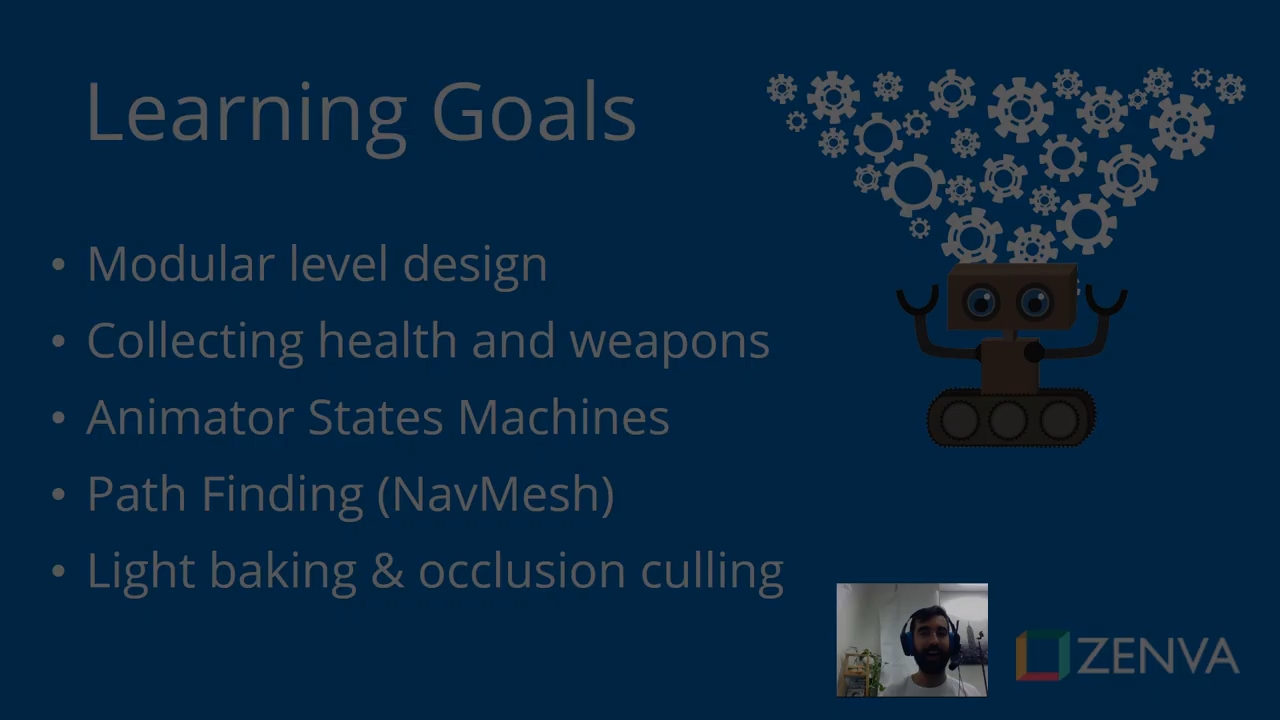 Learning Goals
• Modular level design
• Collecting health and weapons
• Animator States Machines
• Path Finding (NavMesh)
• Light baking & occlusion culling
ZENVA